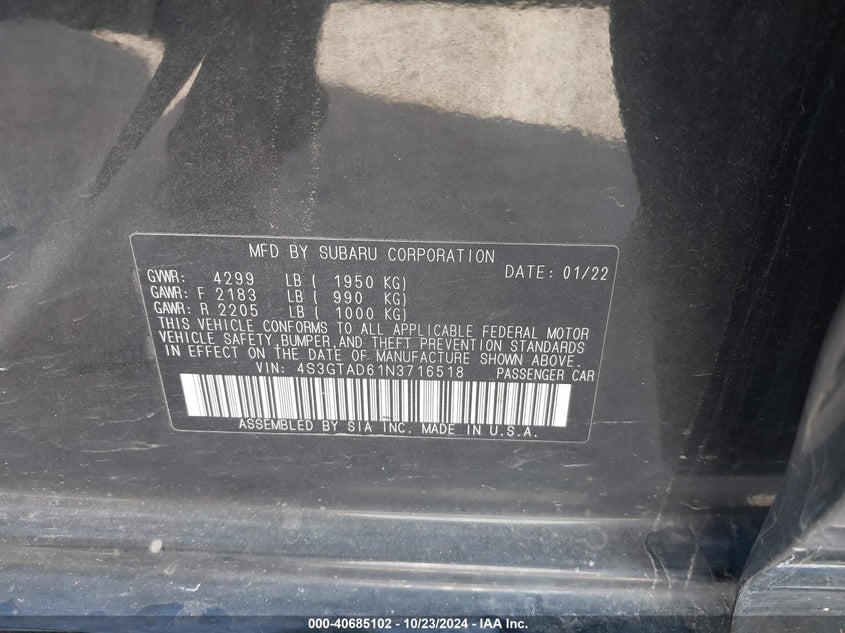 MFD BY SUBARU CORPORATION
DATE: 01/22
GVWR: 4299 LB ( 1950 KG)
GAWR: F 2183 LB ( 990 KG)
GAWR: R 2205 LB ( 1000 KG)
THIS VEHICLE CONFORMS TO ALL APPLICABLE FEDERAL MOTOR
VEHICLE SAFETY, BUMPER, AND THEFT PREVENTION STANDARDS
IN EFFECT ON THE DATE OF MANUFACTURE SHOWN ABOVE.
VIN: 4S3GTAD61N3716518 PASSENGER CAR
ASSEMBLED BY SIA INC. MADE IN U.S.A.
000-40685102 - 10/23/2024 - IAA Inc.